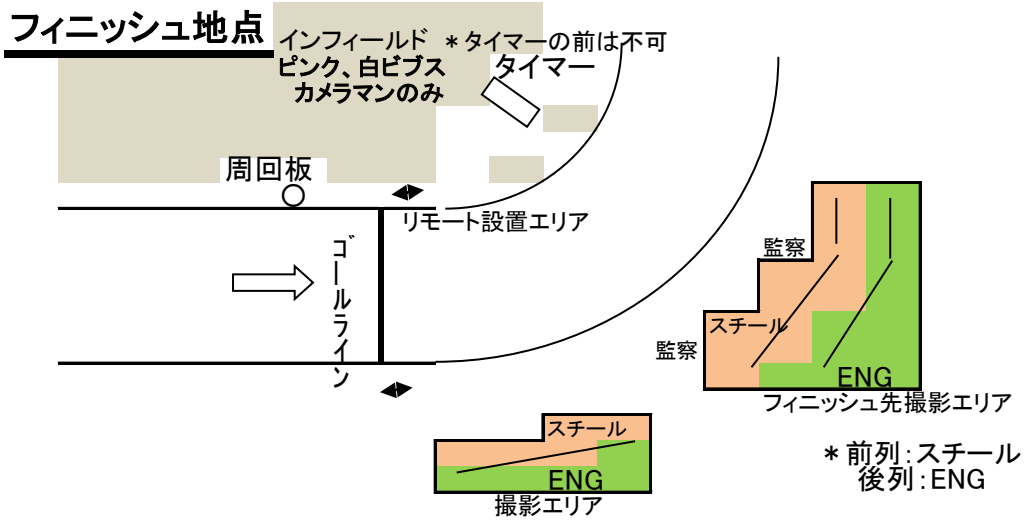 フィニッシュ地点
インフィールド
＊タイマーの前は不可
ピンク、白ビブス
カメラマンのみ
タイマー
周回板
リモート設置エリア
ゴールライン
監察
スチール
監察
ENG
フィニッシュ先撮影エリア
スチール
ENG
撮影エリア
＊前列：スチール
後列：ENG